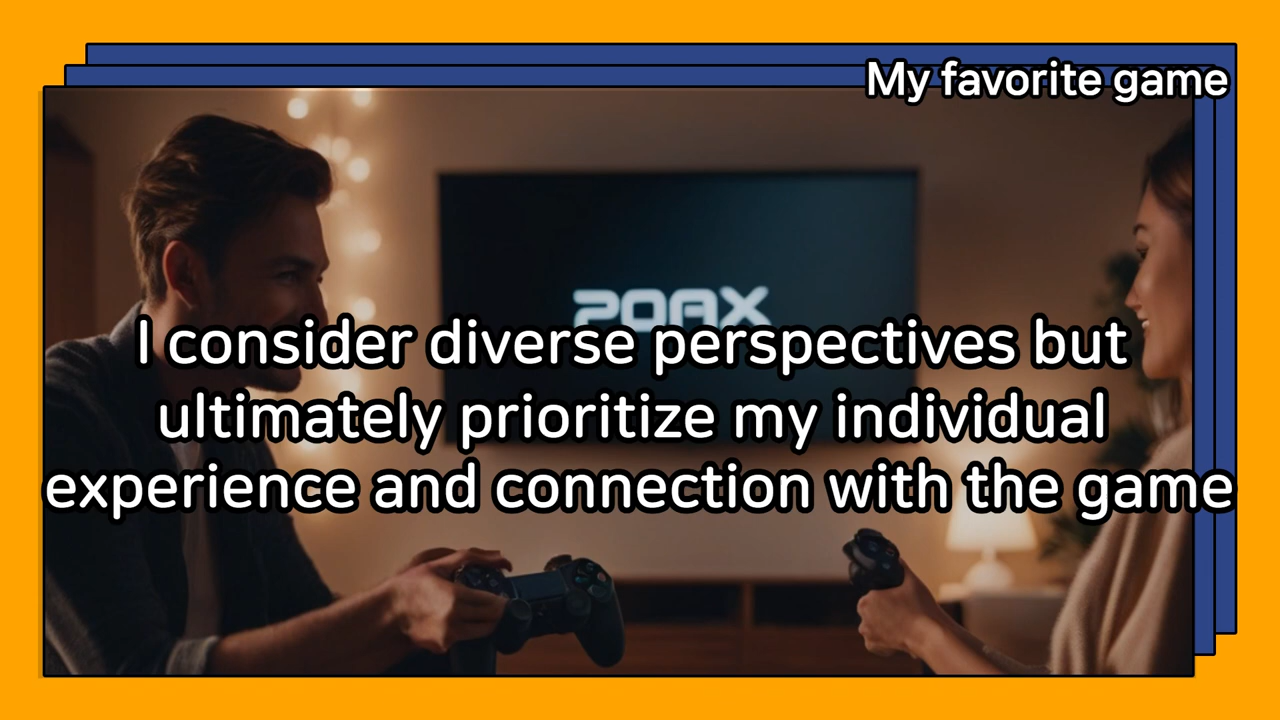 My favorite game
I consider diverse perspectives but
ultimately prioritize my individual
experience and connection with the game